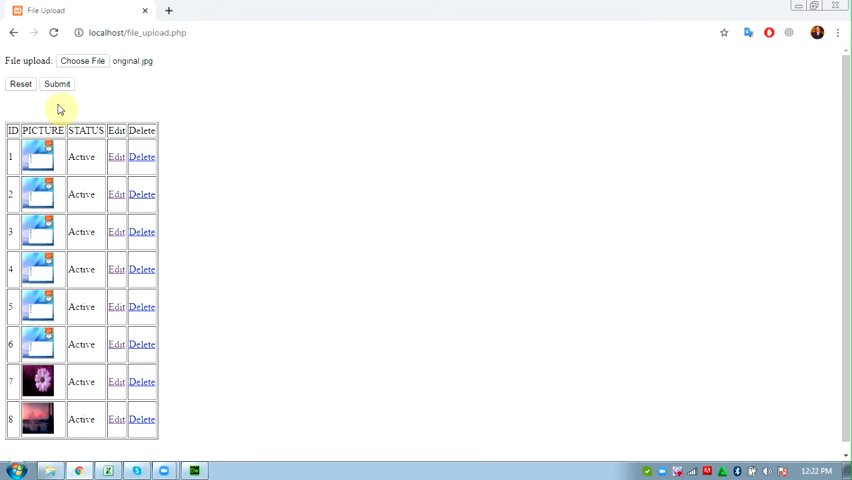 File Upload
localhost/file_upload.php
File upload: Choose File original.jpg
Reset Submit
ID PICTURE STATUS Edit Delete
1 Active Edit Delete
2 Active Edit Delete
3 Active Edit Delete
4 Active Edit Delete
5 Active Edit Delete
6 Active Edit Delete
7 Active Edit Delete
8 Active Edit Delete
12:22 PM